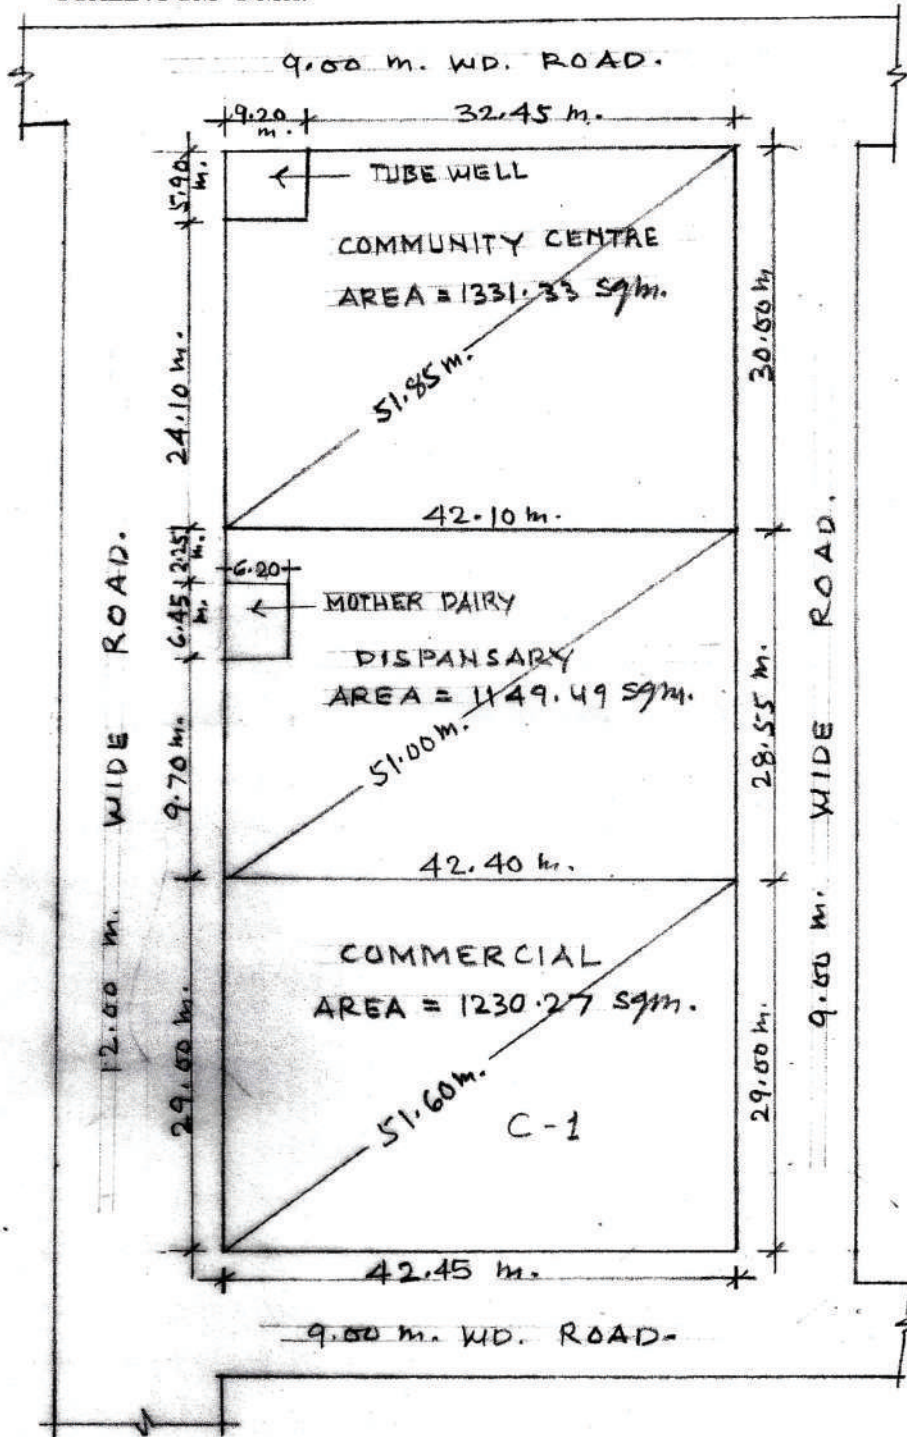 9.00 m. WD. ROAD.
9.20 m.
32.45 m.
5.90 m.
TUBE WELL
COMMUNITY CENTRE
AREA = 1331.33 sqm.
30.00 m
24.10 m.
51.85 m.
42.10 m.
2.25 m.
6.20
6.45 m.
MOTHER DAIRY
DISPANSARY
AREA = 1149.49 sqm.
9.70 m.
51.00 m.
28.55 m.
12.00 m. WIDE ROAD.
9.00 m. WIDE ROAD.
42.40 m.
COMMERCIAL
AREA = 1230.27 sqm.
29.00 m.
51.60 m.
C-1
29.00 m.
42.45 m.
9.00 m. WD. ROAD.